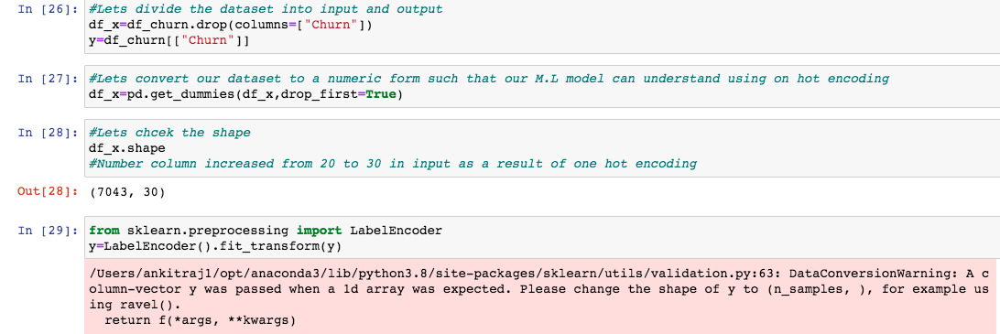 In [26]: #Lets divide the dataset into input and output
df_x=df_churn.drop(columns=["Churn"])
y=df_churn[["Churn"]]
In [27]: #Lets convert our dataset to a numeric form such that our M.L model can understand using on hot encoding
df_x=pd.get_dummies(df_x,drop_first=True)
In [28]: #Lets chcek the shape
df_x.shape
#Number column increased from 20 to 30 in input as a result of one hot encoding
Out[28]: (7043, 30)
In [29]: from sklearn.preprocessing import LabelEncoder
y=LabelEncoder().fit_transform(y)
/Users/ankitraj1/opt/anaconda3/lib/python3.8/site-packages/sklearn/utils/validation.py:63: DataConversionWarning: A c
olumn-vector y was passed when a 1d array was expected. Please change the shape of y to (n_samples, ), for example us
ing ravel().
return f(*args, **kwargs)